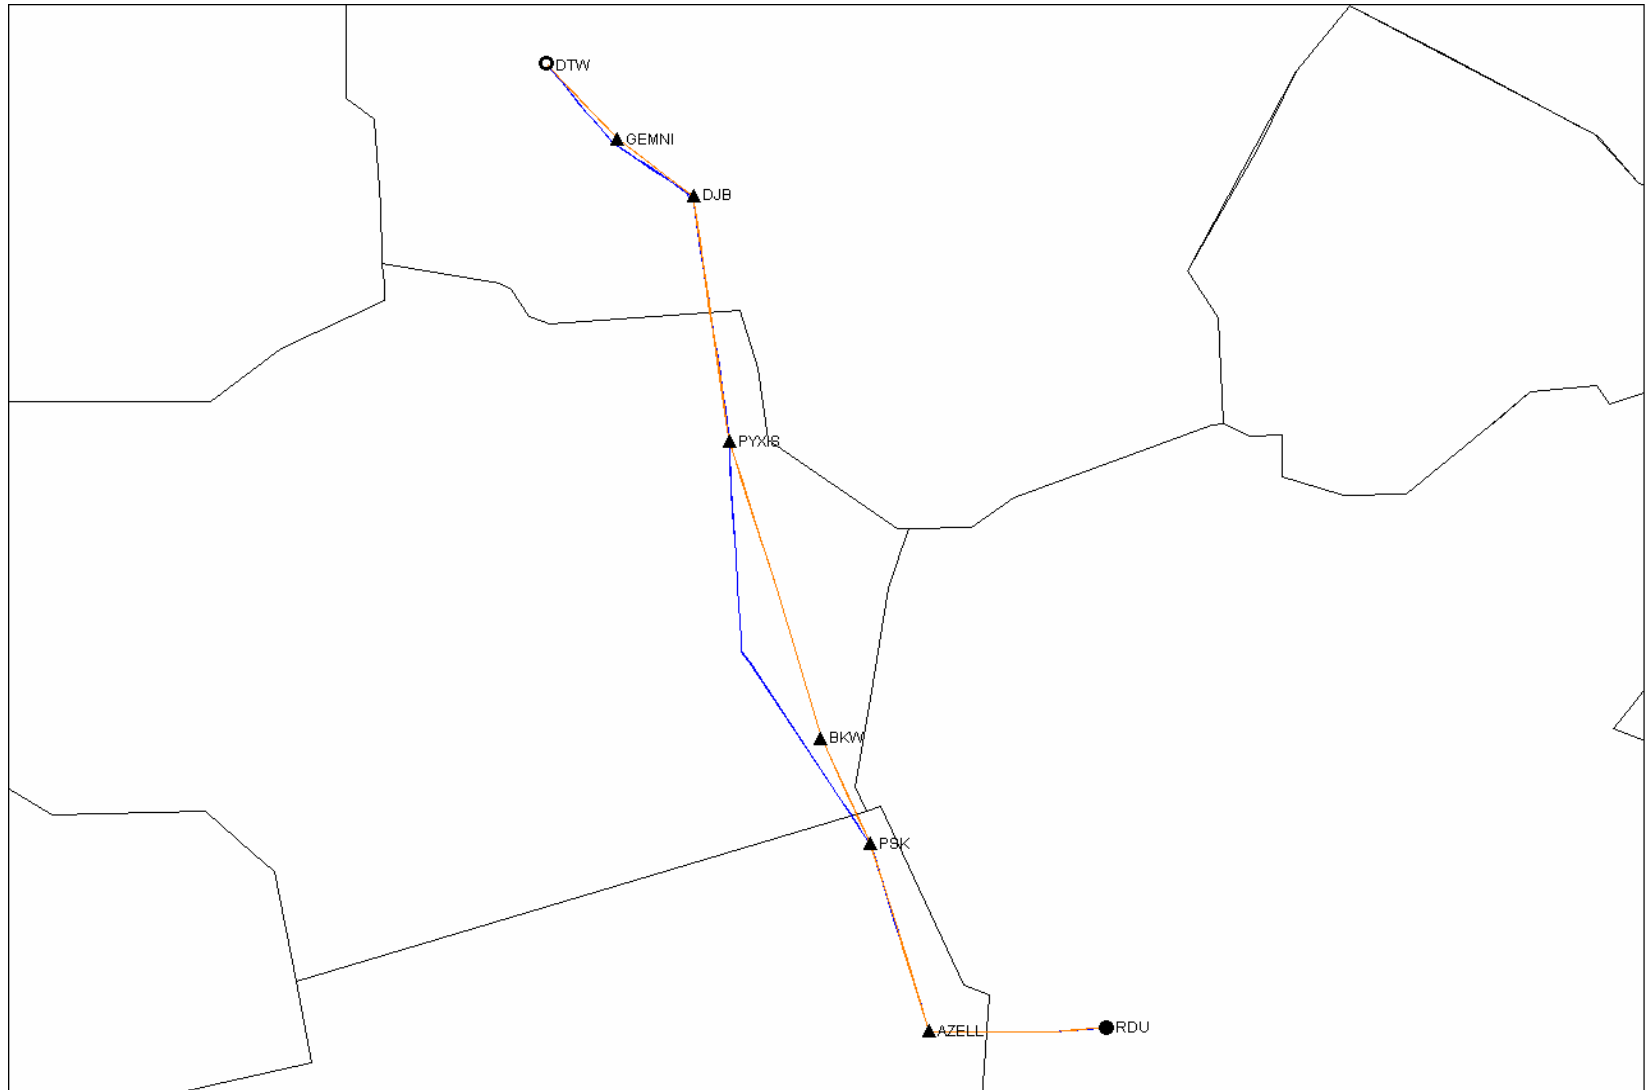 DTW
GEMNI
DJB
PYXIS
BKW
PSK
AZELL
RDU